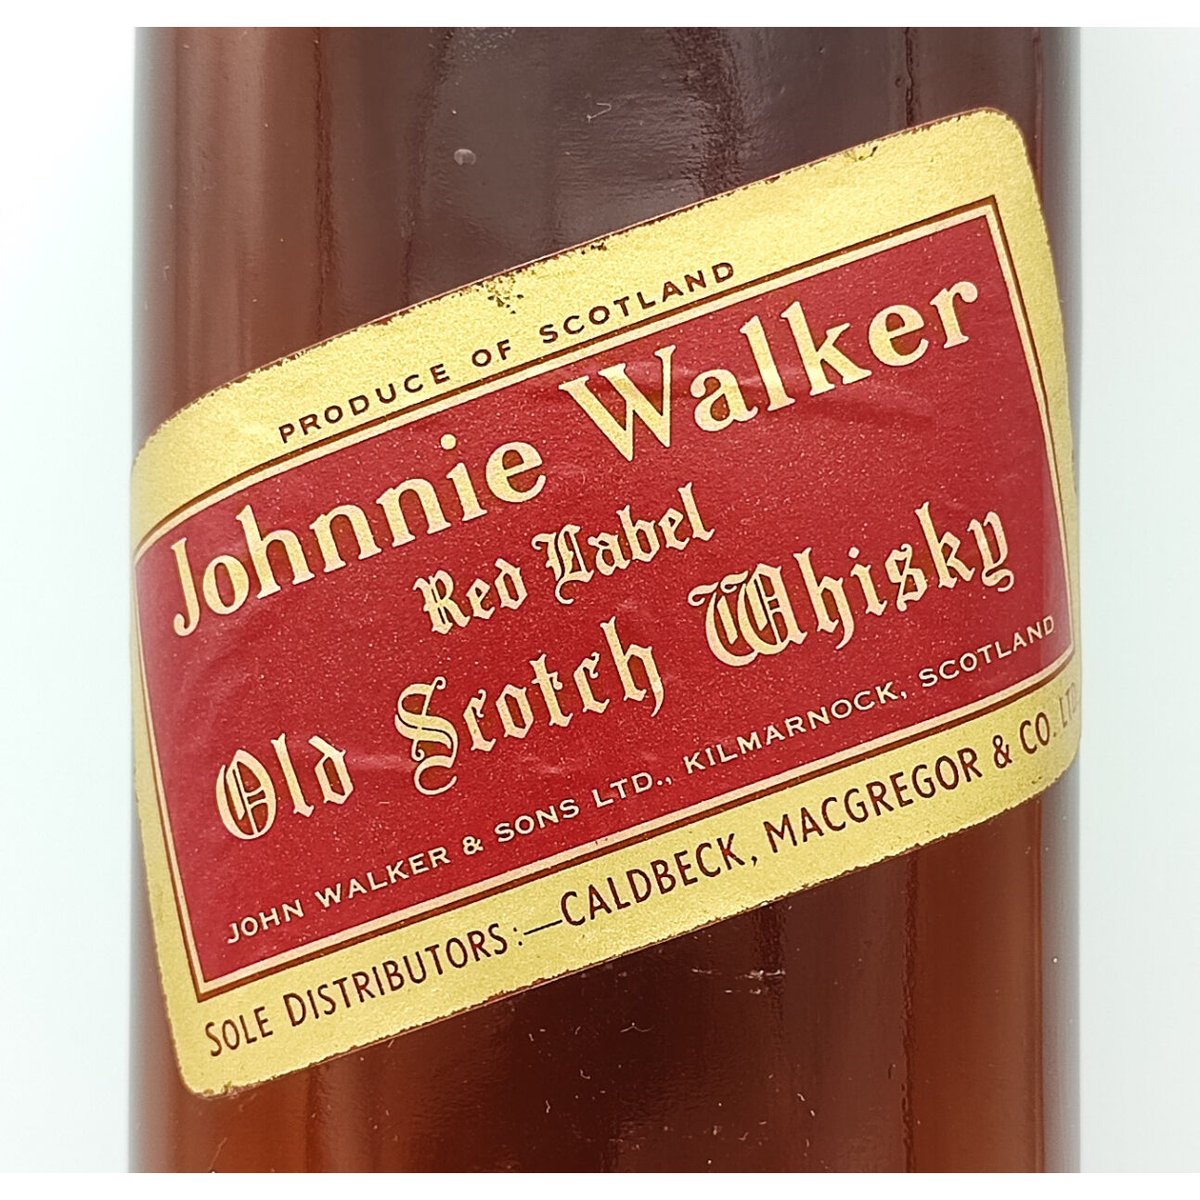 PRODUCE OF SCOTLAND
Johnnie Walker
Red Label
Old Scotch Whisky
JOHN WALKER & SONS LTD., KILMARNOCK, SCOTLAND
SOLE DISTRIBUTORS:—CALDBECK, MACGREGOR & CO. LTD.